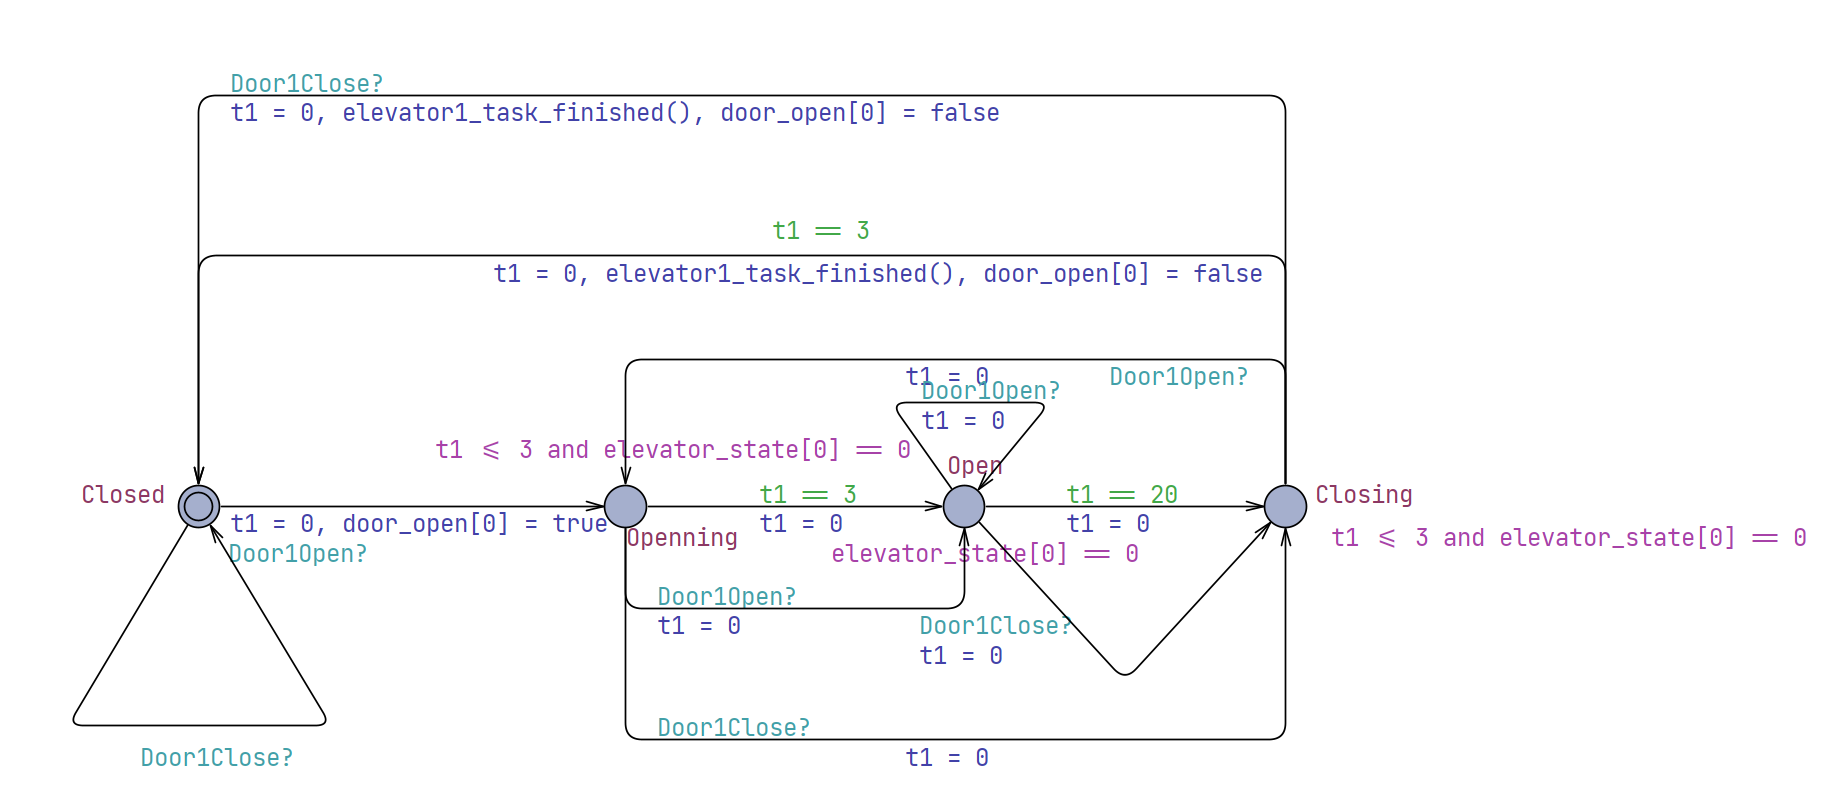 Door1Close?
t1 = 0, elevator1_task_finished(), door_open[0] = false
t1 == 3
t1 = 0, elevator1_task_finished(), door_open[0] = false
t1 = 0
Door1Open?
Door1Open?
t1 = 0
t1 <= 3 and elevator_state[0] == 0
Open
Closed
t1 == 3
t1 == 20
Closing
t1 = 0, door_open[0] = true
t1 = 0
t1 = 0
Openning
t1 <= 3 and elevator_state[0] == 0
Door1Open?
elevator_state[0] == 0
Door1Open?
t1 = 0
Door1Close?
t1 = 0
Door1Close?
Door1Close?
t1 = 0